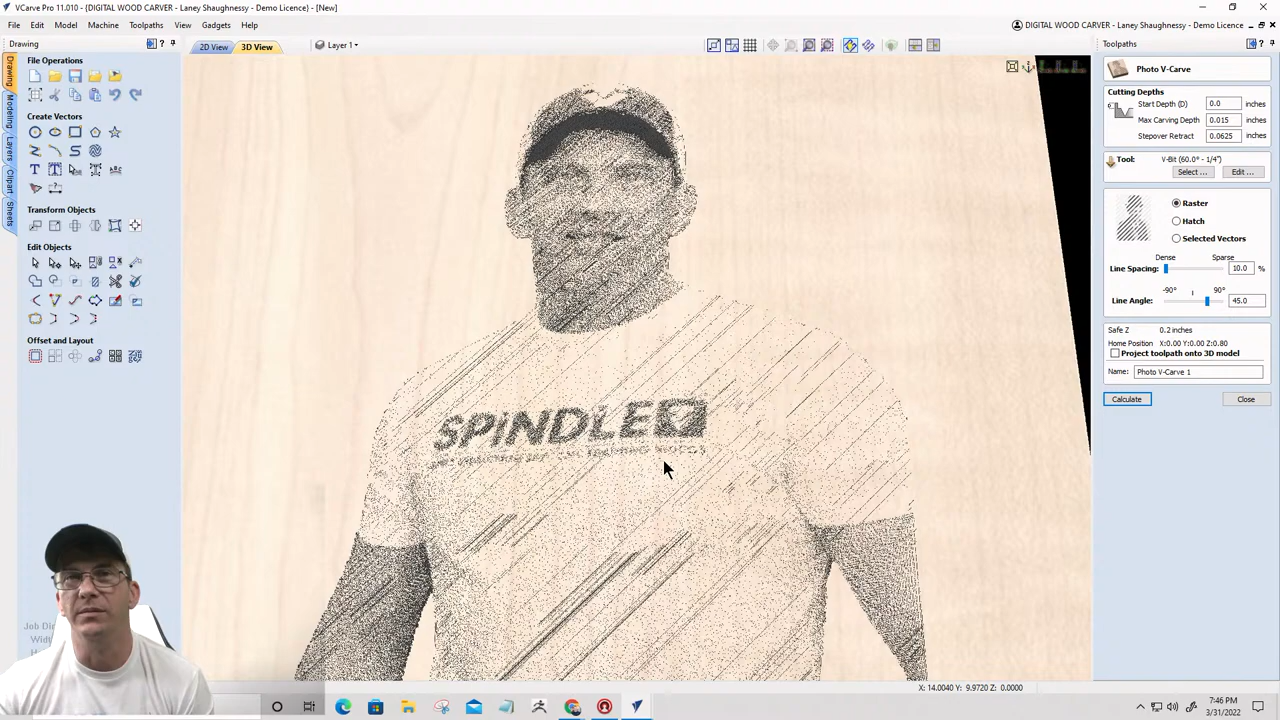 VCarve Pro 11.010 - {DIGITAL WOOD CARVER - Laney Shaughnessy - Demo Licence} - [New]
File Edit Model Machine Toolpaths View Gadgets Help
DIGITAL WOOD CARVER - Laney Shaughnessy - Demo Licence
Drawing
2D View
3D View
Layer 1
Toolpaths
Drawing
Modeling
Layers
Clipart
Sheets
File Operations
Create Vectors
Transform Objects
Edit Objects
Offset and Layout
SPiNDLE
Photo V-Carve
Cutting Depths
Start Depth (D) 0.0 inches
Max Carving Depth 0.015 inches
Stepover Retract 0.0625 inches
Tool: V-Bit (60.0° - 1/4")
Select ... Edit ...
Raster
Hatch
Selected Vectors
Dense Sparse
Line Spacing: 10.0 %
-90° 90°
Line Angle: 45.0
Safe Z 0.2 inches
Home Position X:0.00 Y:0.00 Z:0.80
Project toolpath onto 3D model
Name: Photo V-Carve 1
Calculate Close
X: 14.0040 Y: 9.9720 Z: 0.0000
7:46 PM
3/31/2022